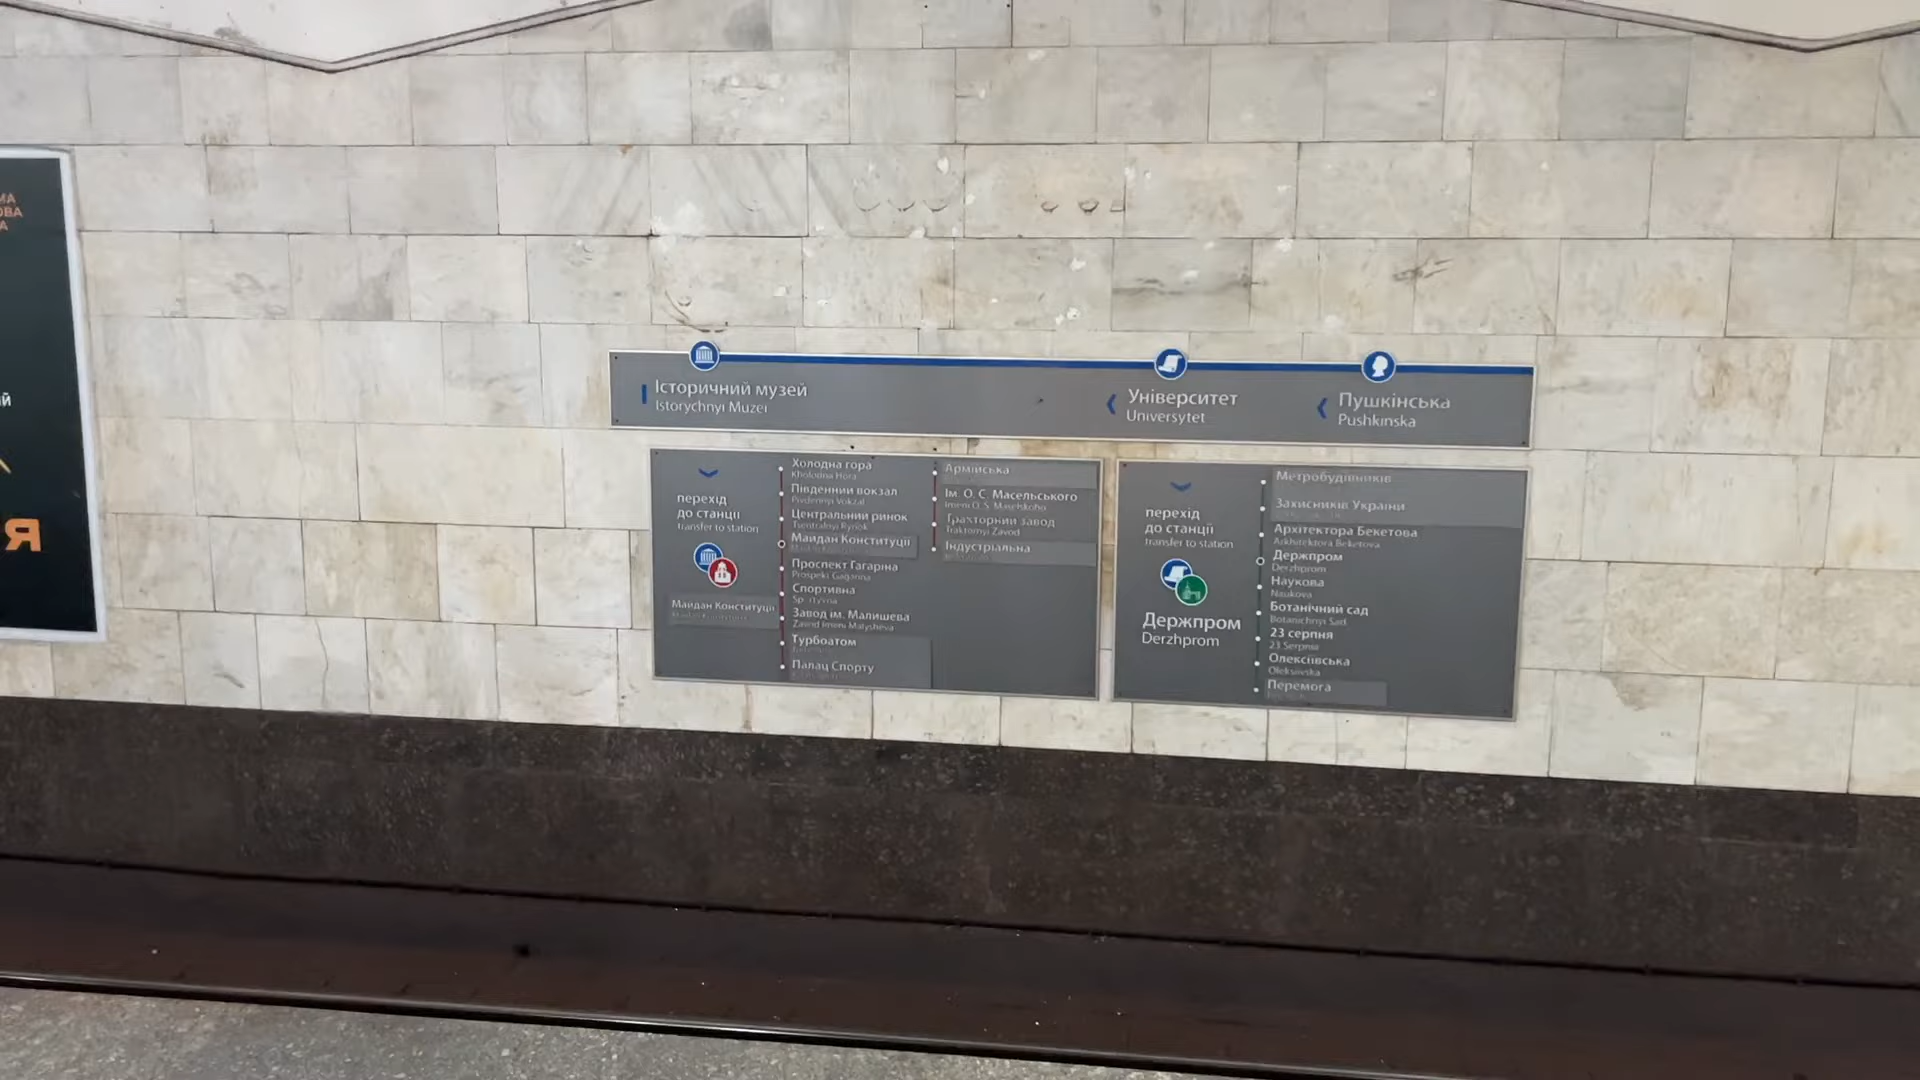 МА
ОВА
А
ий
Я
Історичний музей
Istorychnyi Muzei
Університет
Universytet
Пушкінська
Pushkinska
перехід
до станції
transfer to station
Майдан Конституції
Холодна гора
Kholodna Hora
Південний вокзал
Pivdennyi Vokzal
Центральний ринок
Tsentralnyi Rynok
Майдан Конституції
Проспект Гагаріна
Prospekt Gagarina
Спортивна
Завод ім. Малишева
Zavod Imeni Malysheva
Турбоатом
Палац Спорту
Армійська
Ім. О. С. Масельського
Imeni O. S. Maselskoho
Тракторний завод
Traktornyi Zavod
Індустріальна
перехід
до станції
transfer to station
Держпром
Derzhprom
Метробудівників
Захисників України
Архітектора Бекетова
Arkhitektora Beketova
Держпром
Derzhprom
Наукова
Naukova
Ботанічний сад
Botanichnyi Sad
23 серпня
23 Serpnia
Олексіївська
Oleksiivska
Перемога